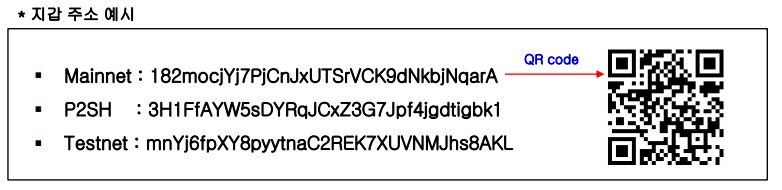 * 지갑 주소 예시
QR code
▪ Mainnet : 182mocjYj7PjCnJxUTSrVCK9dNkbjNqarA
▪ P2SH : 3H1FfAYW5sDYRqJCxZ3G7Jpf4jgdtigbk1
▪ Testnet : mnYj6fpXY8pyytnaC2REK7XUVNMJhs8AKL